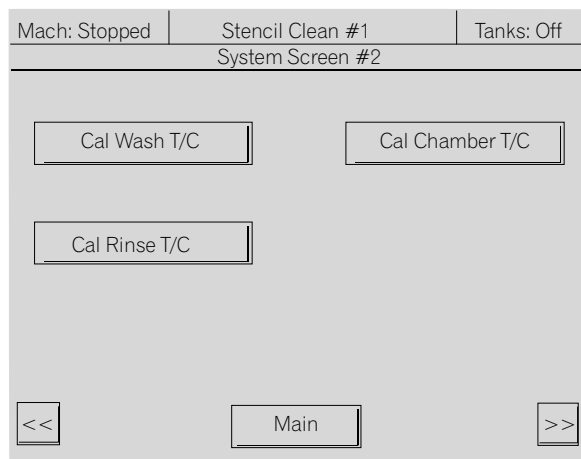 Mach: Stopped Stencil Clean #1 Tanks: Off
System Screen #2
Cal Wash T/C Cal Chamber T/C
Cal Rinse T/C
<< Main >>